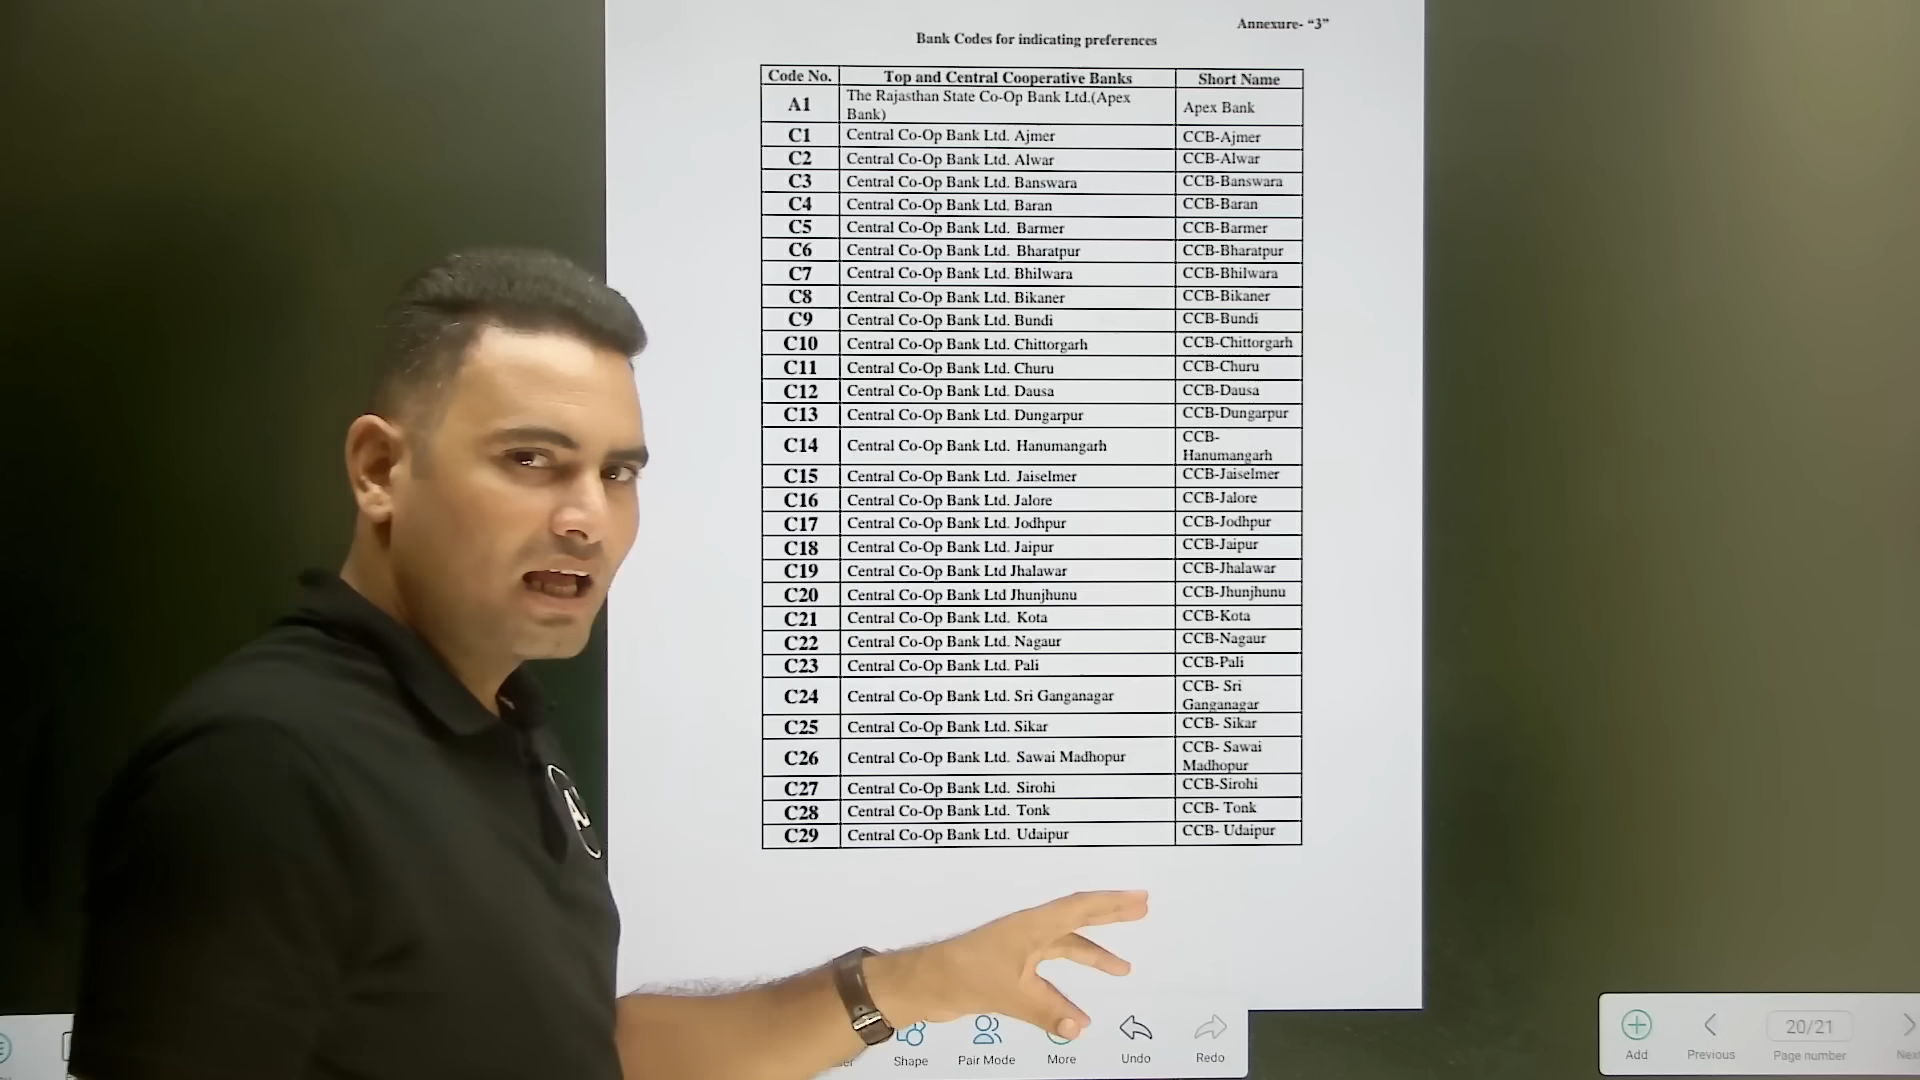 Annexure- “3”
Bank Codes for indicating preferences
Code No. Top and Central Cooperative Banks Short Name
A1 The Rajasthan State Co-Op Bank Ltd.(Apex Bank) Apex Bank
C1 Central Co-Op Bank Ltd. Ajmer CCB-Ajmer
C2 Central Co-Op Bank Ltd. Alwar CCB-Alwar
C3 Central Co-Op Bank Ltd. Banswara CCB-Banswara
C4 Central Co-Op Bank Ltd. Baran CCB-Baran
C5 Central Co-Op Bank Ltd. Barmer CCB-Barmer
C6 Central Co-Op Bank Ltd. Bharatpur CCB-Bharatpur
C7 Central Co-Op Bank Ltd. Bhilwara CCB-Bhilwara
C8 Central Co-Op Bank Ltd. Bikaner CCB-Bikaner
C9 Central Co-Op Bank Ltd. Bundi CCB-Bundi
C10 Central Co-Op Bank Ltd. Chittorgarh CCB-Chittorgarh
C11 Central Co-Op Bank Ltd. Churu CCB-Churu
C12 Central Co-Op Bank Ltd. Dausa CCB-Dausa
C13 Central Co-Op Bank Ltd. Dungarpur CCB-Dungarpur
C14 Central Co-Op Bank Ltd. Hanumangarh CCB-Hanumangarh
C15 Central Co-Op Bank Ltd. Jaiselmer CCB-Jaiselmer
C16 Central Co-Op Bank Ltd. Jalore CCB-Jalore
C17 Central Co-Op Bank Ltd. Jodhpur CCB-Jodhpur
C18 Central Co-Op Bank Ltd. Jaipur CCB-Jaipur
C19 Central Co-Op Bank Ltd Jhalawar CCB-Jhalawar
C20 Central Co-Op Bank Ltd Jhunjhunu CCB-Jhunjhunu
C21 Central Co-Op Bank Ltd. Kota CCB-Kota
C22 Central Co-Op Bank Ltd. Nagaur CCB-Nagaur
C23 Central Co-Op Bank Ltd. Pali CCB-Pali
C24 Central Co-Op Bank Ltd. Sri Ganganagar CCB- Sri Ganganagar
C25 Central Co-Op Bank Ltd. Sikar CCB- Sikar
C26 Central Co-Op Bank Ltd. Sawai Madhopur CCB- Sawai Madhopur
C27 Central Co-Op Bank Ltd. Sirohi CCB-Sirohi
C28 Central Co-Op Bank Ltd. Tonk CCB- Tonk
C29 Central Co-Op Bank Ltd. Udaipur CCB- Udaipur
Shape Pair Mode More Undo Redo
Add Previous 20/21 Page number